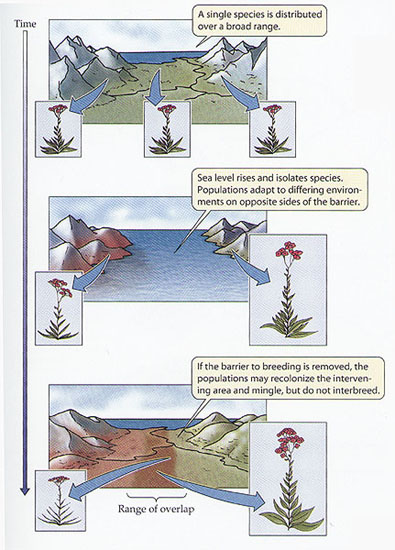 Time
A single species is distributed
over a broad range.
Sea level rises and isolates species.
Populations adapt to differing environ-
ments on opposite sides of the barrier.
If the barrier to breeding is removed, the
populations may recolonize the interven-
ing area and mingle, but do not interbreed.
Range of overlap